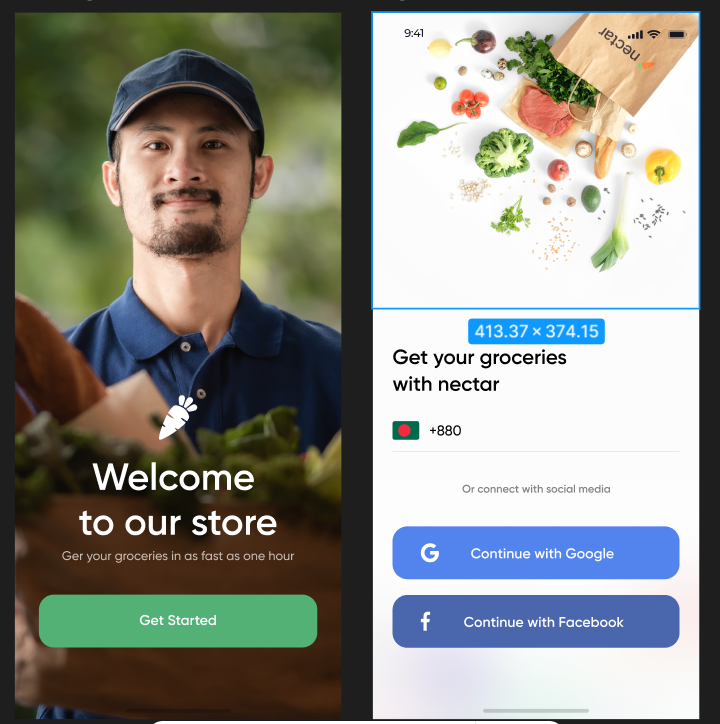 Welcome
to our store
Ger your groceries in as fast as one hour
Get Started
9:41
nectar
413.37 × 374.15
Get your groceries
with nectar
+880
Or connect with social media
G
Continue with Google
f
Continue with Facebook